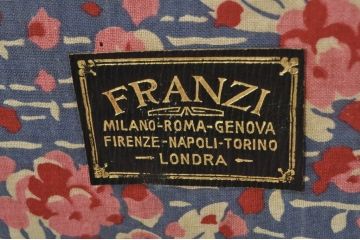 FRANZI
MILANO-ROMA-GENOVA
FIRENZE-NAPOLI-TORINO
-LONDRA-